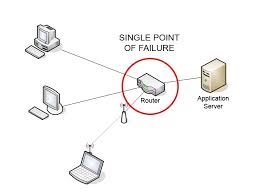 SINGLE POINT
OF FAILURE
Router
Application
Server